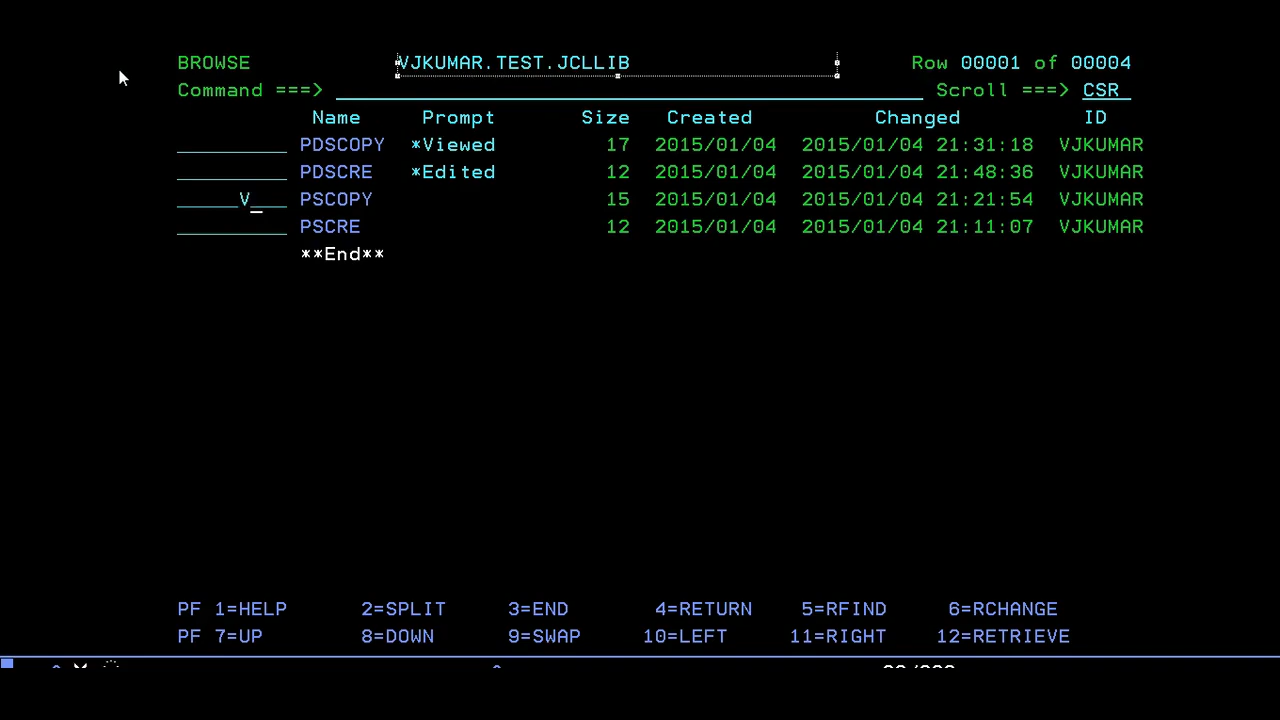 BROWSE VJKUMAR.TEST.JCLLIB Row 00001 of 00004
Command ===> Scroll ===> CSR
Name Prompt Size Created Changed ID
PDSCOPY *Viewed 17 2015/01/04 2015/01/04 21:31:18 VJKUMAR
PDSCRE *Edited 12 2015/01/04 2015/01/04 21:48:36 VJKUMAR
V PSCOPY 15 2015/01/04 2015/01/04 21:21:54 VJKUMAR
PSCRE 12 2015/01/04 2015/01/04 21:11:07 VJKUMAR
**End**
PF 1=HELP 2=SPLIT 3=END 4=RETURN 5=RFIND 6=RCHANGE
PF 7=UP 8=DOWN 9=SWAP 10=LEFT 11=RIGHT 12=RETRIEVE